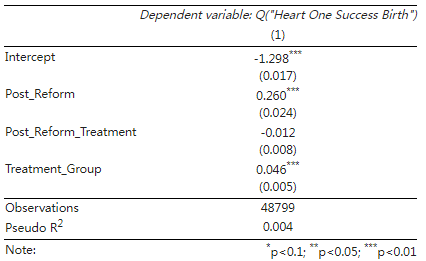 Dependent variable: Q("Heart One Success Birth")
(1)
Intercept -1.298***
(0.017)
Post_Reform 0.260***
(0.024)
Post_Reform_Treatment -0.012
(0.008)
Treatment_Group 0.046***
(0.005)
Observations 48799
Pseudo R2 0.004
Note: *p<0.1; **p<0.05; ***p<0.01